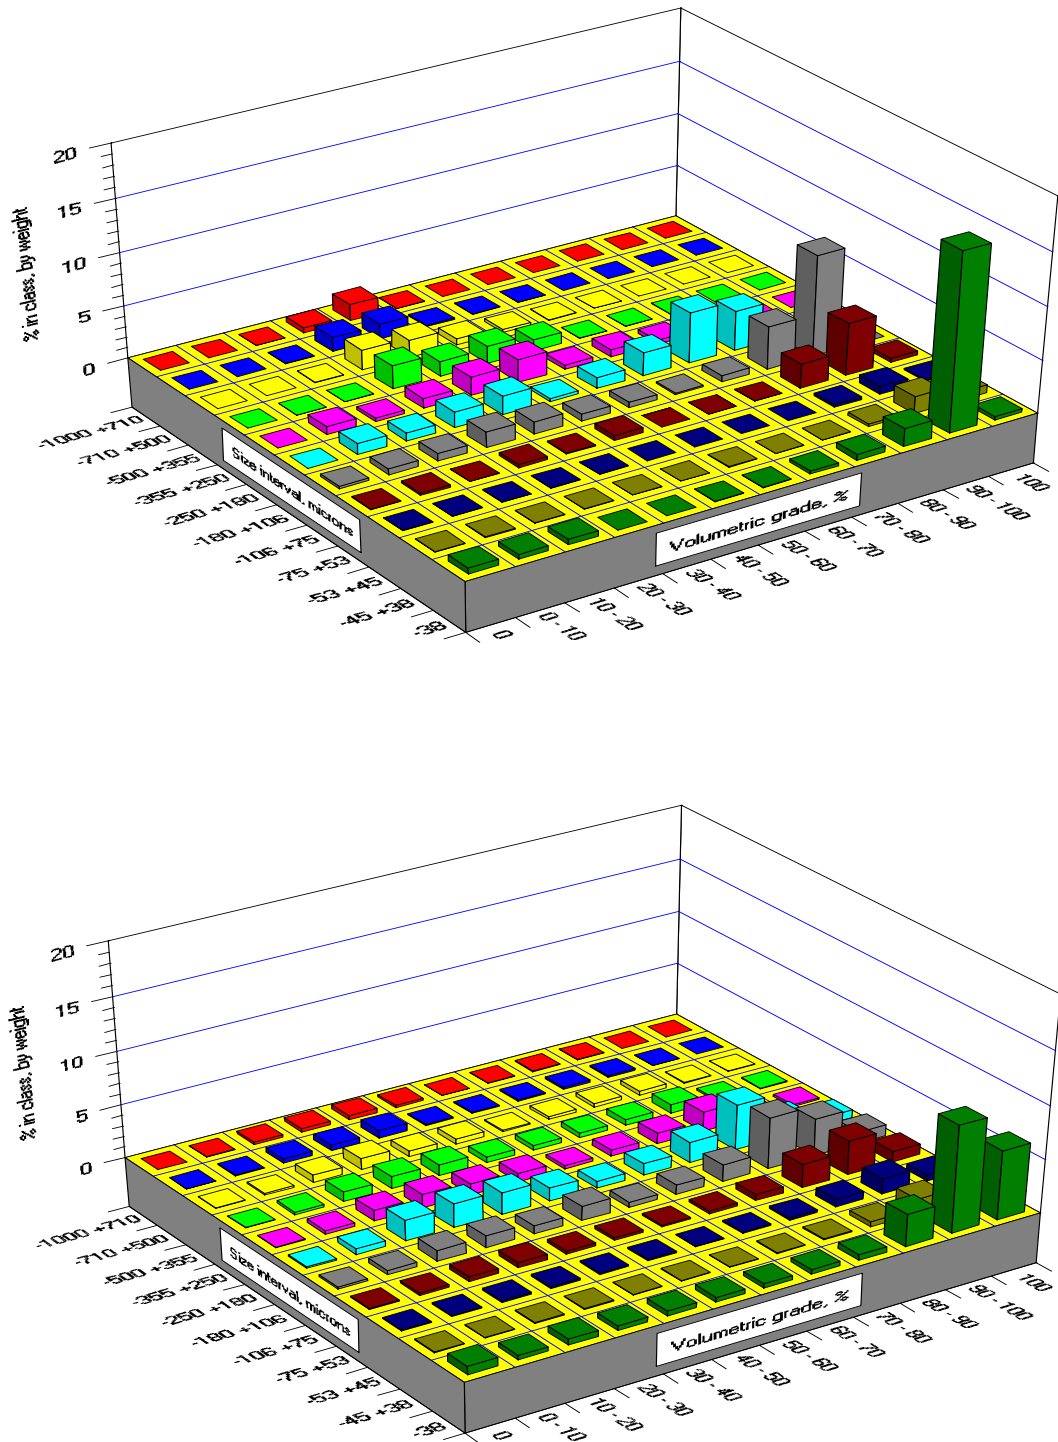 20
15
10
5
0
% in class, by weight
-1000 +710
-710 +500
-500 +355
-355 +250
-250 +180
-180 +106
-106 +75
-75 +53
-53 +45
-45 +38
-38
Size interval, microns
Volumetric grade, %
0
0 - 10
10 - 20
20 - 30
30 - 40
40 - 50
50 - 60
60 - 70
70 - 80
80 - 90
90 - 100
100
20
15
10
5
0
% in class, by weight
-1000 +710
-710 +500
-500 +355
-355 +250
-250 +180
-180 +106
-106 +75
-75 +53
-53 +45
-45 +38
-38
Size interval, microns
Volumetric grade, %
0
0 - 10
10 - 20
20 - 30
30 - 40
40 - 50
50 - 60
60 - 70
70 - 80
80 - 90
90 - 100
100